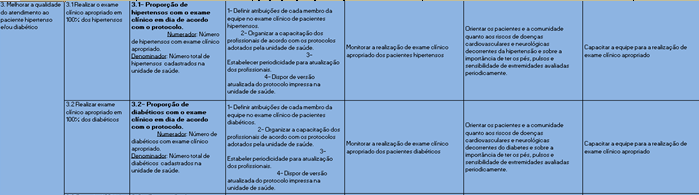 3. Melhorar a qualidade
do atendimento ao
paciente hipertenso
e/ou diabético
3.1 Realizar o exame
clínico apropriado em
100% dos hipertensos
3.1- Proporção de
hipertensos com o exame
clínico em dia de acordo
com o protocolo.
Numerador: Número
de hipertensos com exame clínico
apropriado.
Denominador: Número total de
hipertensos cadastrados na
unidade de saúde.
1- Definir atribuições de cada membro da
equipe no exame clínico de pacientes
hipertensos.
2- Organizar a capacitação dos
profissionais de acordo com os protocolos
adotados pela unidade de saúde.
3-
Estabelecer periodicidade para atualização
dos profissionais.
4- Dispor de versão
atualizada do protocolo impressa na
unidade de saúde.
Monitorar a realização de exame clínico
apropriado dos pacientes hipertensos
Orientar os pacientes e a comunidade
quanto aos riscos de doenças
cardiovasculares e neurológicas
decorrentes da hipertensão e sobre a
importância de ter os pés, pulsos e
sensibilidade de extremidades avaliadas
periodicamente.
Capacitar a equipe para a realização de
exame clínico apropriado
3.2 Realizar exame
clínico apropriado em
100% dos diabéticos
3.2- Proporção de
diabéticos com o exame
clínico em dia de acordo
com o protocolo.
Numerador: Número de
diabéticos com exame clínico
apropriado.
Denominador: Número total de
diabéticos cadastrados na
unidade de saúde.
1- Definir atribuições de cada membro da
equipe no exame clínico de pacientes
diabéticos.
2- Organizar a capacitação dos
profissionais de acordo com os protocolos
adotados pela unidade de saúde.
3-
Estabeler periodicidade para atualização
dos profissionais.
4- Dispor de versão
atualizada do protocolo impressa na
unidade de saúde.
Monitorar a realização de exame clínico
apropriado dos pacientes diabéticos
Orientar os pacientes e a comunidade
quanto aos riscos de doenças
cardiovasculares e neurológicas
decorrentes do diabetes e sobre a
importância de ter os pés, pulsos e
sensibilidade de extremidades avaliadas
periodicamente.
Capacitar a equipe para a realização de
exame clínico apropriado